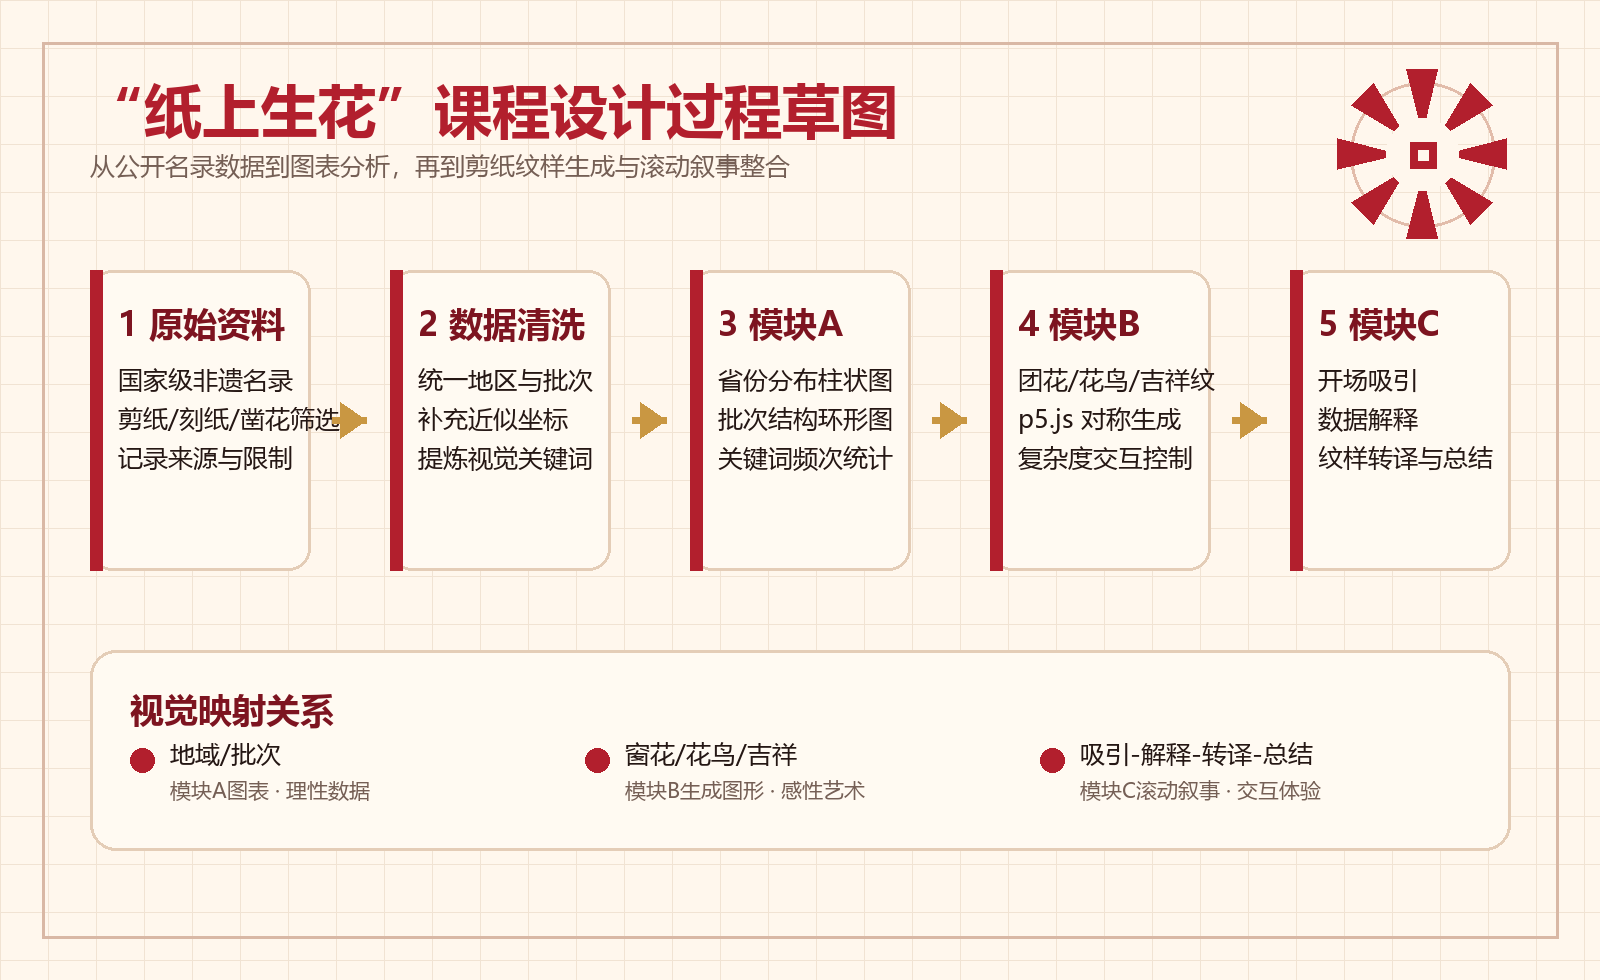 “纸上生花”课程设计过程草图
从公开名录数据到图表分析，再到剪纸纹样生成与滚动叙事整合
1 原始资料
国家级非遗名录
剪纸/刻纸/凿花筛选
记录来源与限制
2 数据清洗
统一地区与批次
补充近似坐标
提炼视觉关键词
3 模块A
省份分布柱状图
批次结构环形图
关键词频次统计
4 模块B
团花/花鸟/吉祥纹
p5.js 对称生成
复杂度交互控制
5 模块C
开场吸引
数据解释
纹样转译与总结
视觉映射关系
地域/批次
模块A图表 · 理性数据
窗花/花鸟/吉祥
模块B生成图形 · 感性艺术
吸引-解释-转译-总结
模块C滚动叙事 · 交互体验